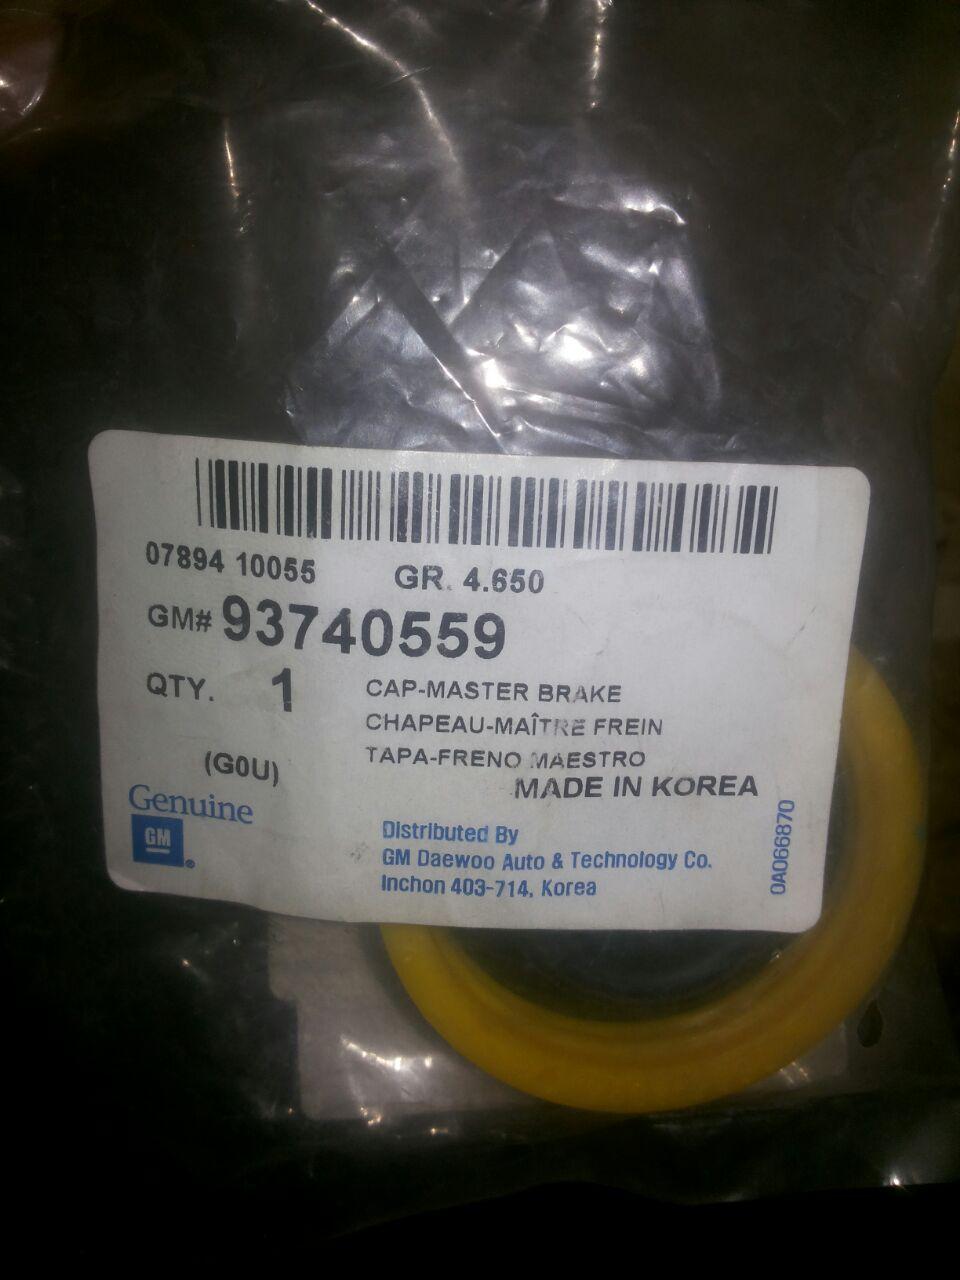 07894 10055 GR. 4.650
GM# 93740559
QTY. 1 CAP-MASTER BRAKE
CHAPEAU-MAÎTRE FREIN
TAPA-FRENO MAESTRO
(G0U) MADE IN KOREA
Genuine
GM
Distributed By
GM Daewoo Auto & Technology Co.
Inchon 403-714, Korea
0A066870